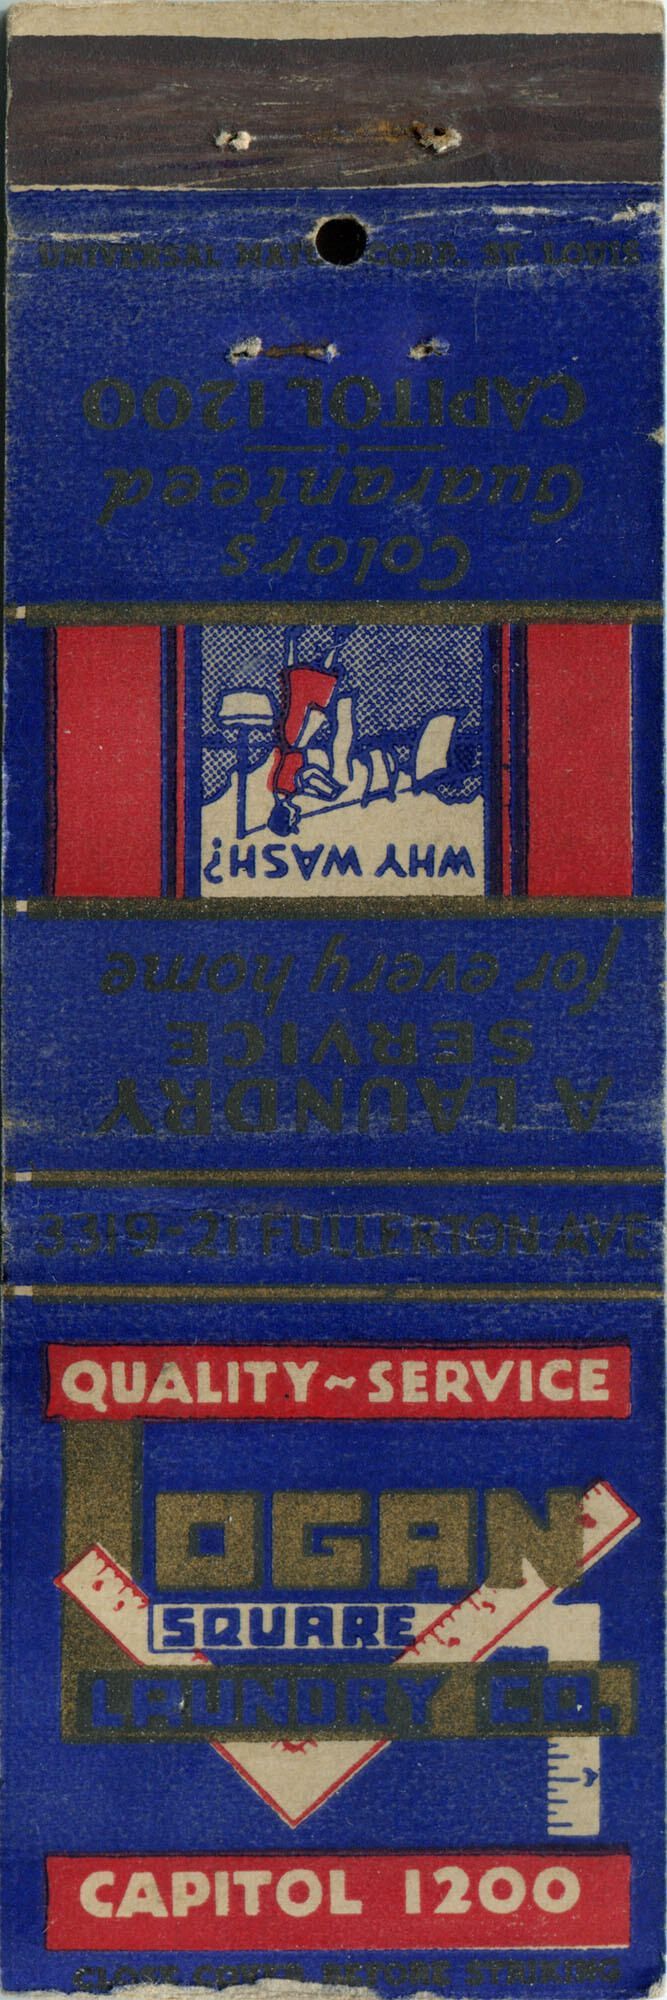 UNIVERSAL MATCH CORP. ST. LOUIS
A LAUNDRY
SERVICE
for every home
WHY WASH?
Colors
Guaranteed
CAPITOL 1200
3319-21 FULLERTON AVE
QUALITY~SERVICE
LOGAN
SQUARE
LAUNDRY CO.
CAPITOL 1200
CLOSE COVER BEFORE STRIKING